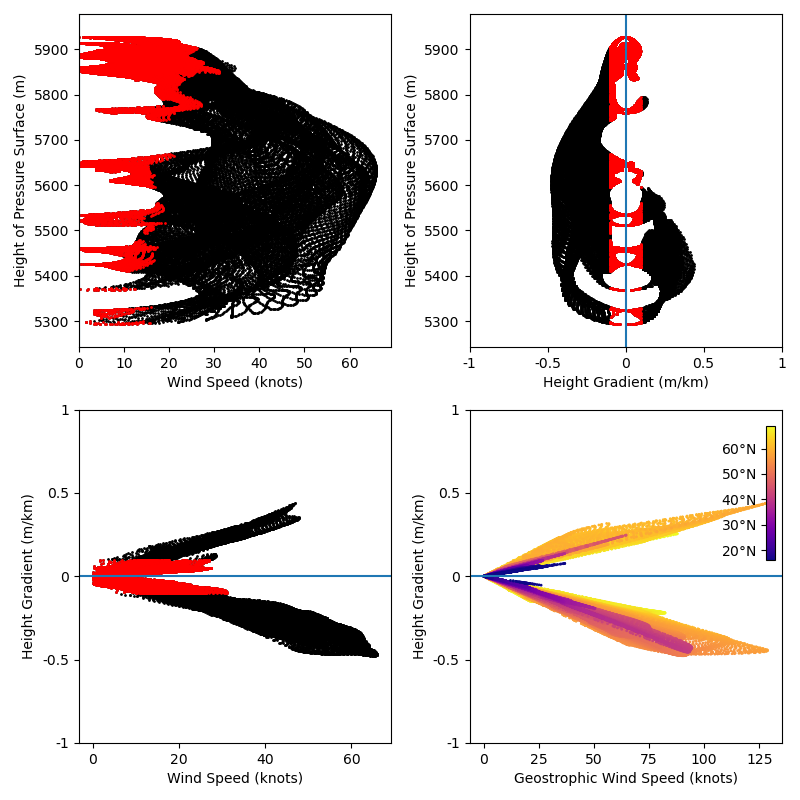 5900
5800
5700
5600
5500
5400
5300
Height of Pressure Surface (m)
0 10 20 30 40 50 60
Wind Speed (knots)
5900
5800
5700
5600
5500
5400
5300
Height of Pressure Surface (m)
-1 -0.5 0 0.5 1
Height Gradient (m/km)
1
0.5
0
-0.5
-1
Height Gradient (m/km)
0 20 40 60
Wind Speed (knots)
1
0.5
0
-0.5
-1
Height Gradient (m/km)
60°N
50°N
40°N
30°N
20°N
0 25 50 75 100 125
Geostrophic Wind Speed (knots)